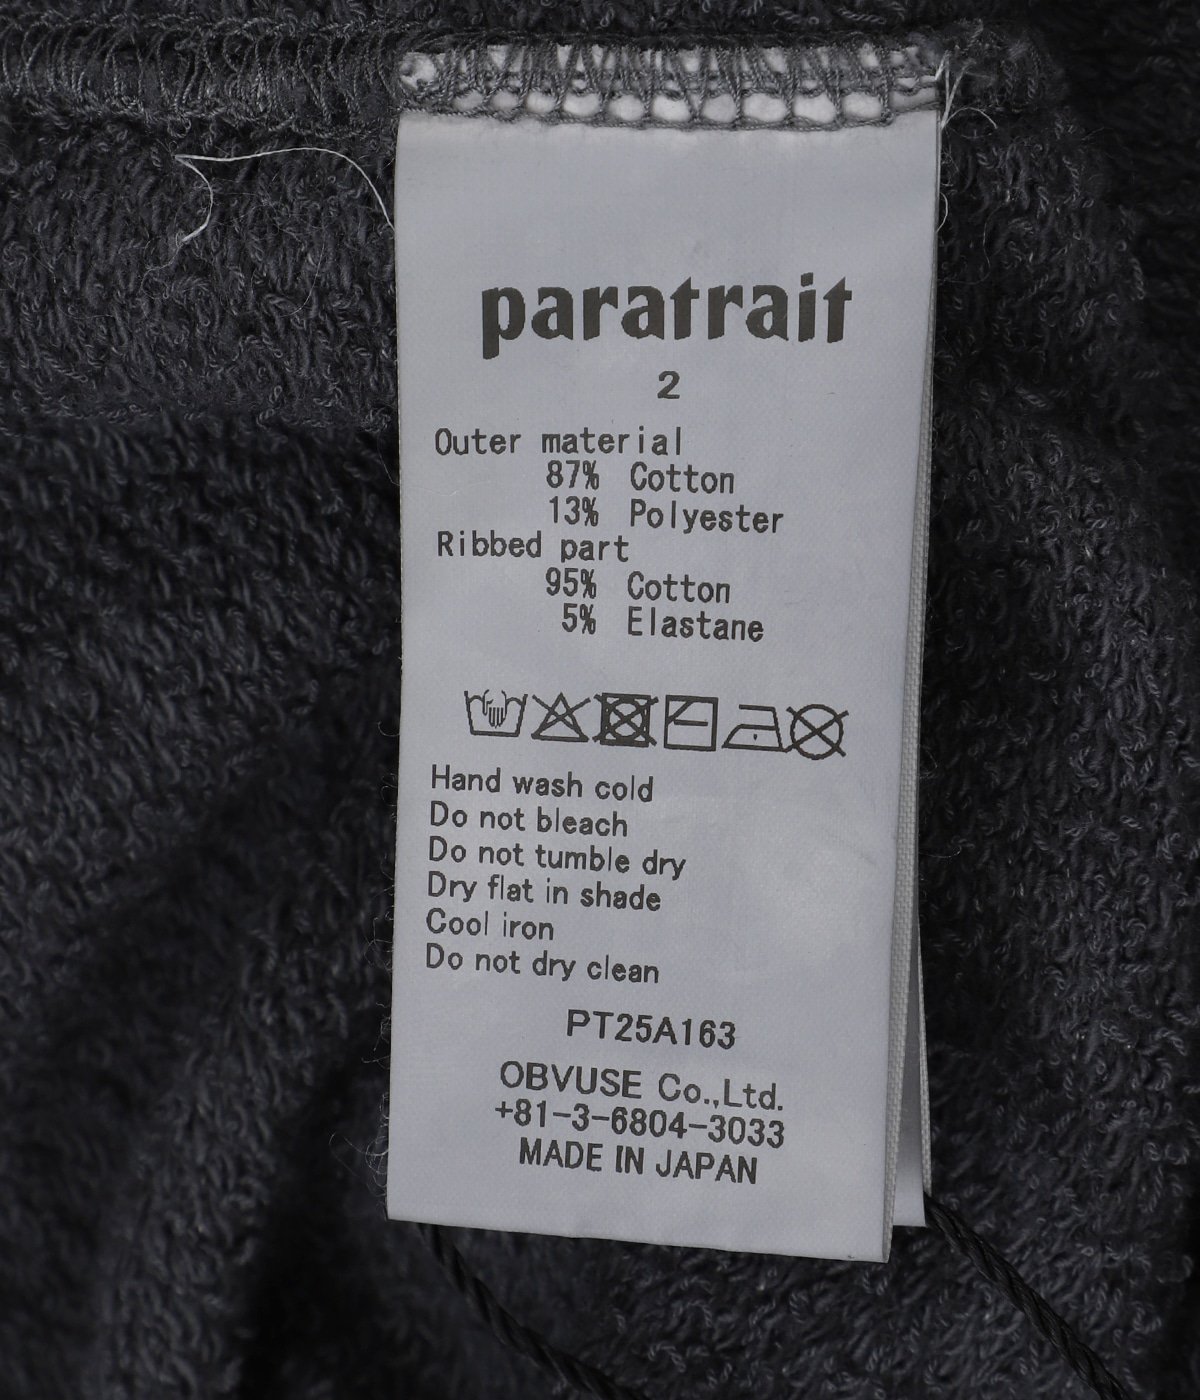 paratrait
2
Outer material
87% Cotton
13% Polyester
Ribbed part
95% Cotton
5% Elastane
Hand wash cold
Do not bleach
Do not tumble dry
Dry flat in shade
Cool iron
Do not dry clean
PT25A163
OBVUSE Co.,Ltd.
+81-3-6804-3033
MADE IN JAPAN